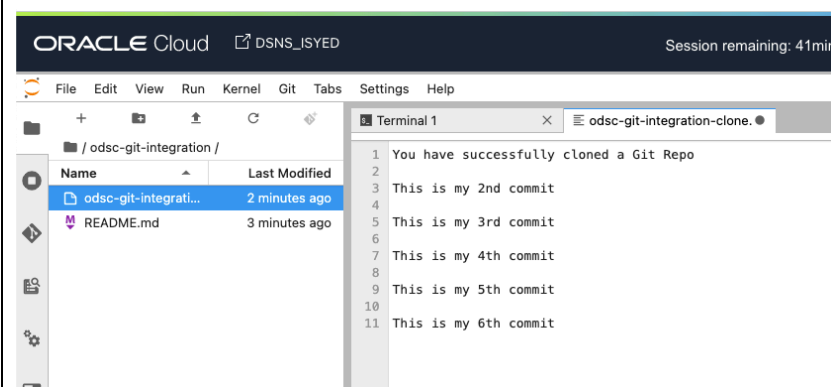 ORACLE Cloud DSNS_ISYED Session remaining: 41min
File Edit View Run Kernel Git Tabs Settings Help
Terminal 1 odsc-git-integration-clone.
/ odsc-git-integration /
Name Last Modified
odsc-git-integrati... 2 minutes ago
README.md 3 minutes ago
1 You have successfully cloned a Git Repo
2
3 This is my 2nd commit
4
5 This is my 3rd commit
6
7 This is my 4th commit
8
9 This is my 5th commit
10
11 This is my 6th commit